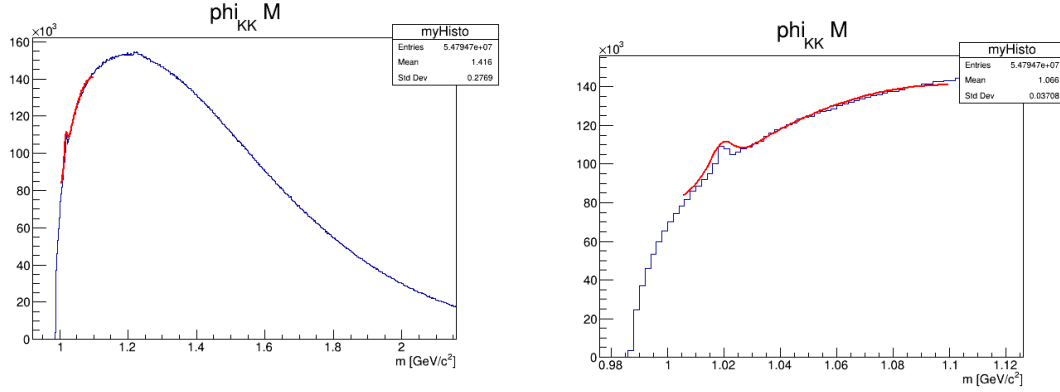 phi_KK M
×10³
myHisto
Entries 5.47947e+07
Mean 1.416
Std Dev 0.2769
160
140
120
100
80
60
40
20
0
1 1.2 1.4 1.6 1.8 2
m [GeV/c²]
phi_KK M
×10³
myHisto
Entries 5.47947e+07
Mean 1.066
Std Dev 0.03708
140
120
100
80
60
40
20
0
0.98 1 1.02 1.04 1.06 1.08 1.1 1.12
m [GeV/c²]